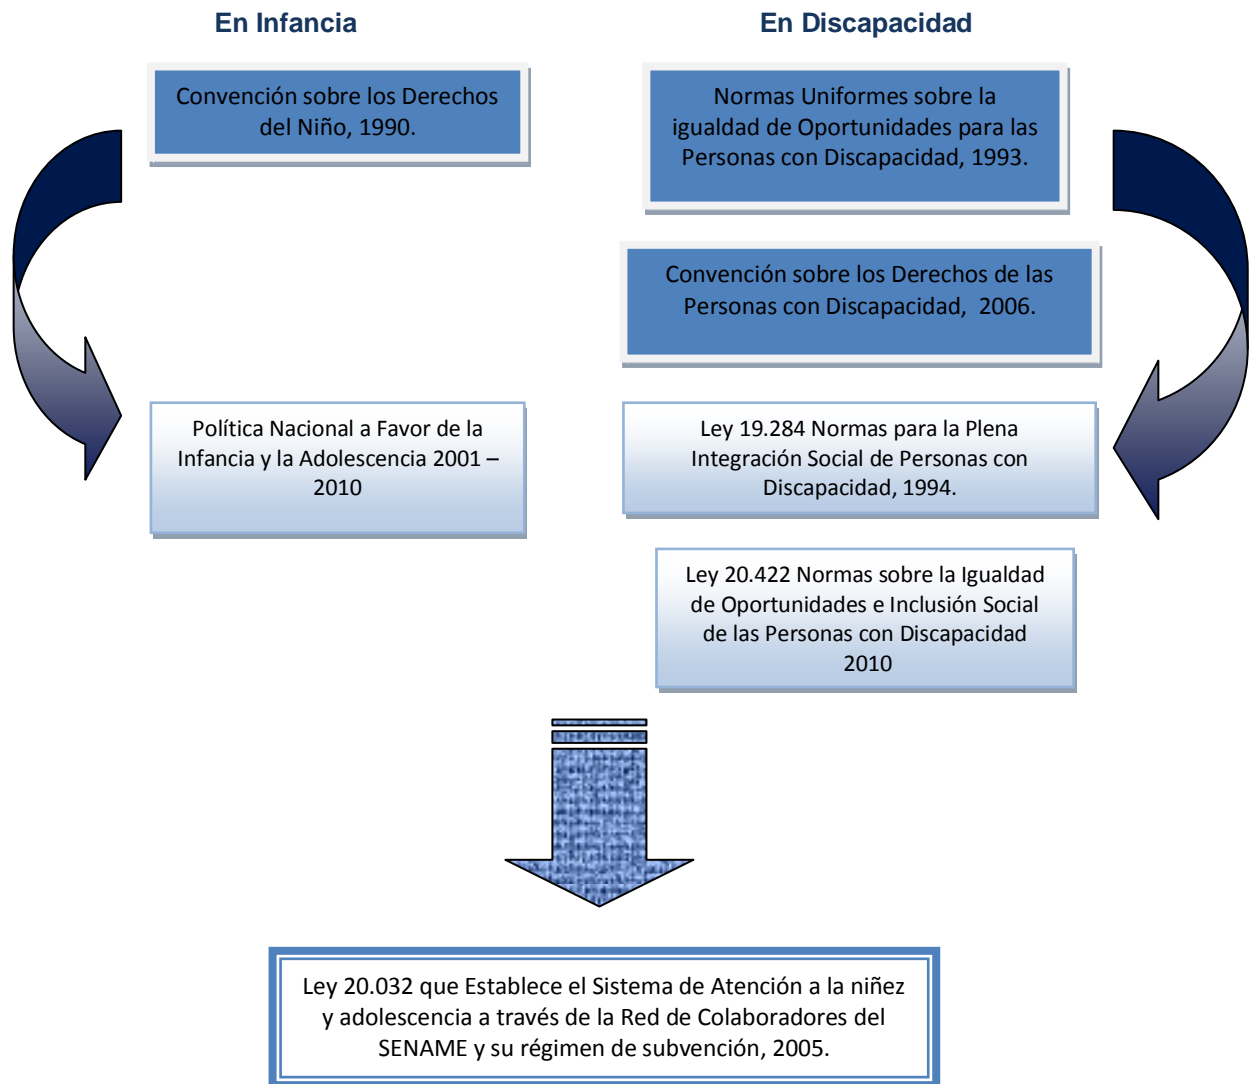 En Infancia
Convención sobre los Derechos
del Niño, 1990.
Política Nacional a Favor de la
Infancia y la Adolescencia 2001 –
2010
En Discapacidad
Normas Uniformes sobre la
igualdad de Oportunidades para las
Personas con Discapacidad, 1993.
Convención sobre los Derechos de las
Personas con Discapacidad,  2006.
Ley 19.284 Normas para la Plena
Integración Social de Personas con
Discapacidad, 1994.
Ley 20.422 Normas sobre la Igualdad
de Oportunidades e Inclusión Social
de las Personas con Discapacidad
2010
Ley 20.032 que Establece el Sistema de Atención a la niñez
y adolescencia a través de la Red de Colaboradores del
SENAME y su régimen de subvención, 2005.